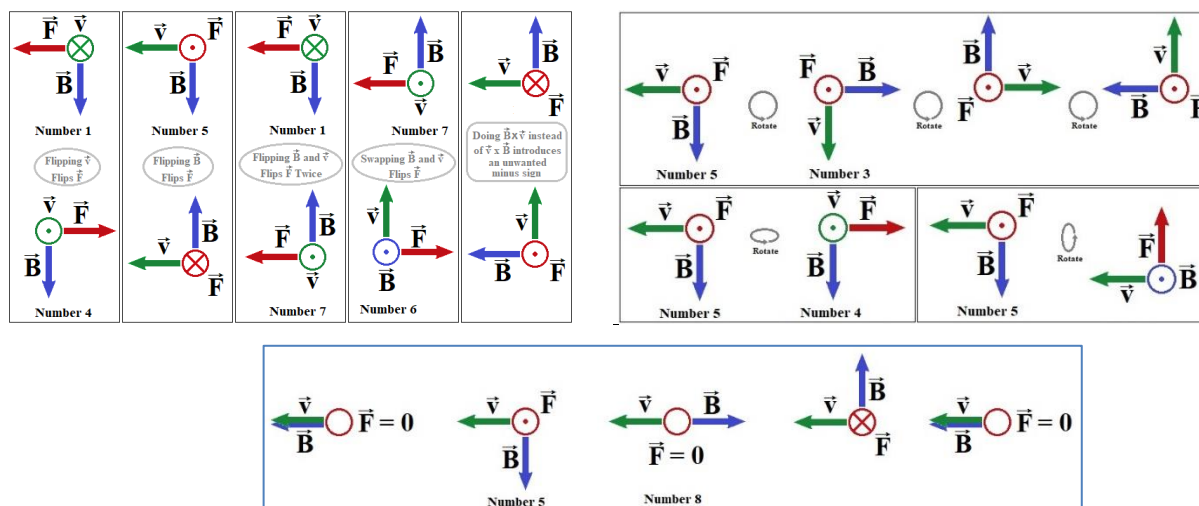 F⃗ v⃗
B⃗
Number 1
Flipping v⃗
Flips F⃗
v⃗
F⃗
B⃗
Number 4
v⃗ F⃗
B⃗
Number 5
Flipping B⃗
Flips F⃗
B⃗
v⃗
F⃗
F⃗ v⃗
B⃗
Number 1
Flipping B⃗ and v⃗
Flips F⃗ Twice
B⃗
F⃗
v⃗
Number 7
B⃗
F⃗
v⃗
Number 7
Swapping B⃗ and v⃗
Flips F⃗
v⃗
F⃗
B⃗
Number 6
B⃗
v⃗
F⃗
Doing B⃗xv⃗ instead
of v⃗ x B⃗ introduces
an unwanted
minus sign
v⃗
B⃗ F⃗
v⃗ F⃗
B⃗
Number 5
Rotate
F⃗ B⃗
v⃗
Number 3
Rotate
B⃗
v⃗
F⃗
Rotate
v⃗
B⃗ F⃗
v⃗ F⃗
B⃗
Number 5
Rotate
v⃗ F⃗
B⃗
Number 4
v⃗ F⃗
B⃗
Number 5
Rotate
F⃗
B⃗
v⃗
v⃗
B⃗
F⃗ = 0
v⃗ F⃗
B⃗
Number 5
v⃗ B⃗
F⃗ = 0
Number 8
B⃗
v⃗
F⃗
v⃗
B⃗
F⃗ = 0